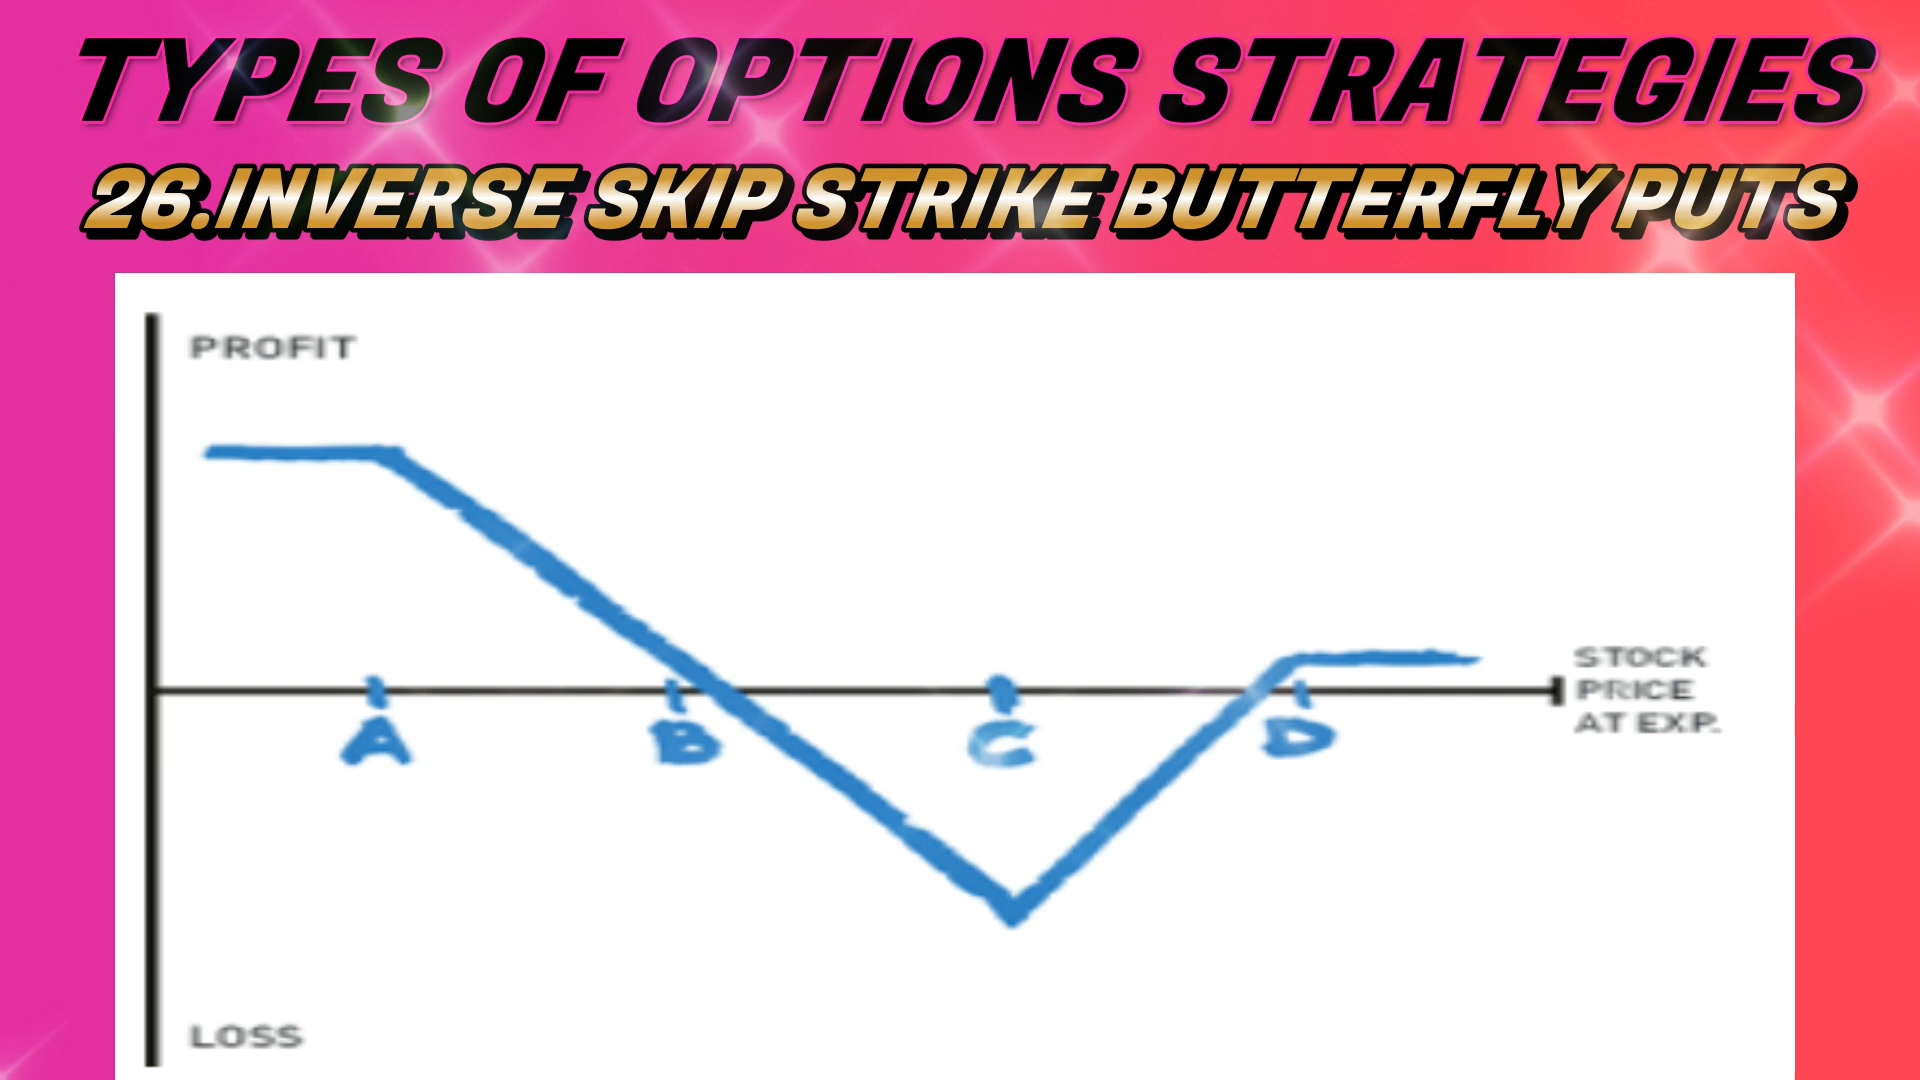 TYPES OF OPTIONS STRATEGIES
26.INVERSE SKIP STRIKE BUTTERFLY PUTS
PROFIT
STOCK
PRICE
AT EXP.
A
B
C
D
LOSS